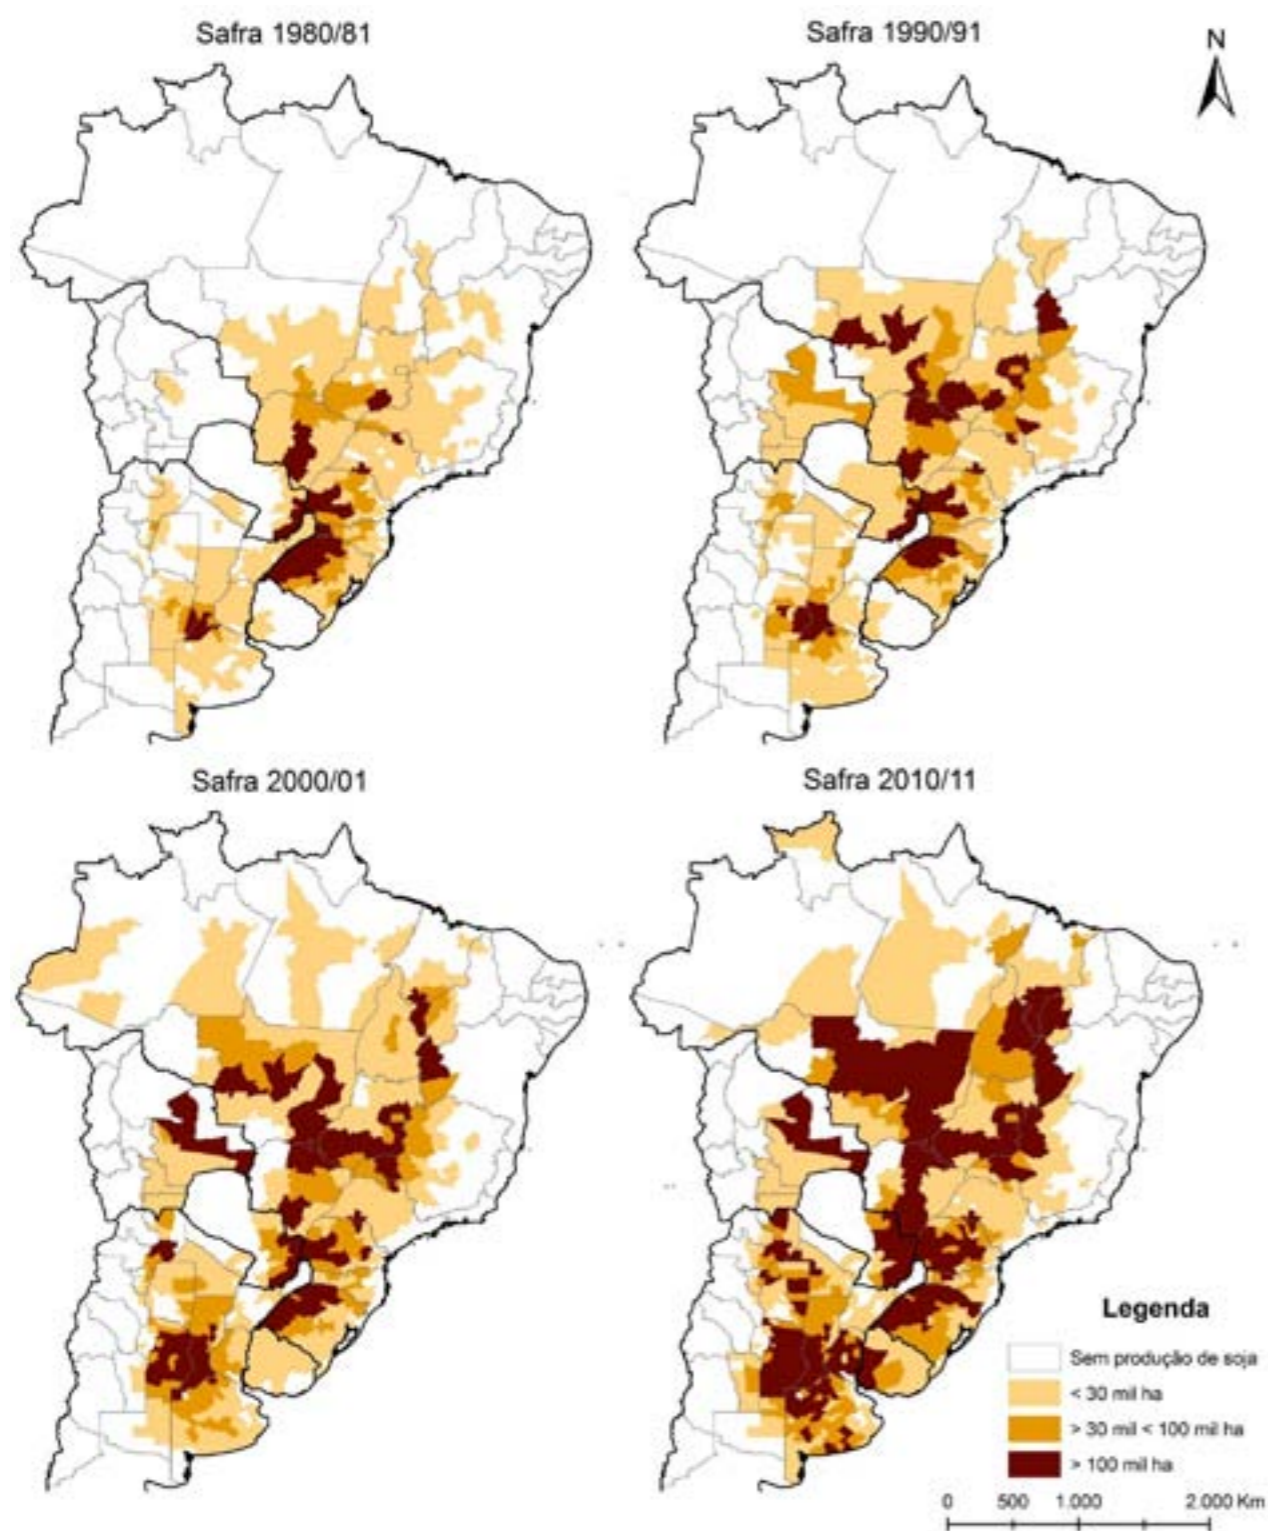 Safra 1980/81
Safra 1990/91
N
Safra 2000/01
Safra 2010/11
Legenda
Sem produção de soja
< 30 mil ha
> 30 mil < 100 mil ha
> 100 mil ha
0 500 1.000 2.000 Km